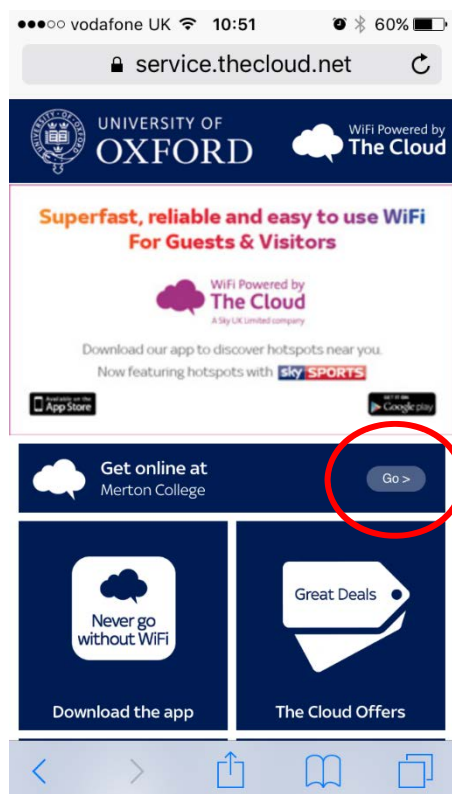 vodafone UK 10:51 60%
service.thecloud.net
UNIVERSITY OF
OXFORD
WiFi Powered by
The Cloud
Superfast, reliable and easy to use WiFi
For Guests & Visitors
WiFi Powered by
The Cloud
A Sky UK Limited company
Download our app to discover hotspots near you.
Now featuring hotspots with sky SPORTS
Available on the
App Store
GET IT ON
Google play
Get online at
Merton College
Go >
Never go
without WiFi
Download the app
Great Deals
The Cloud Offers